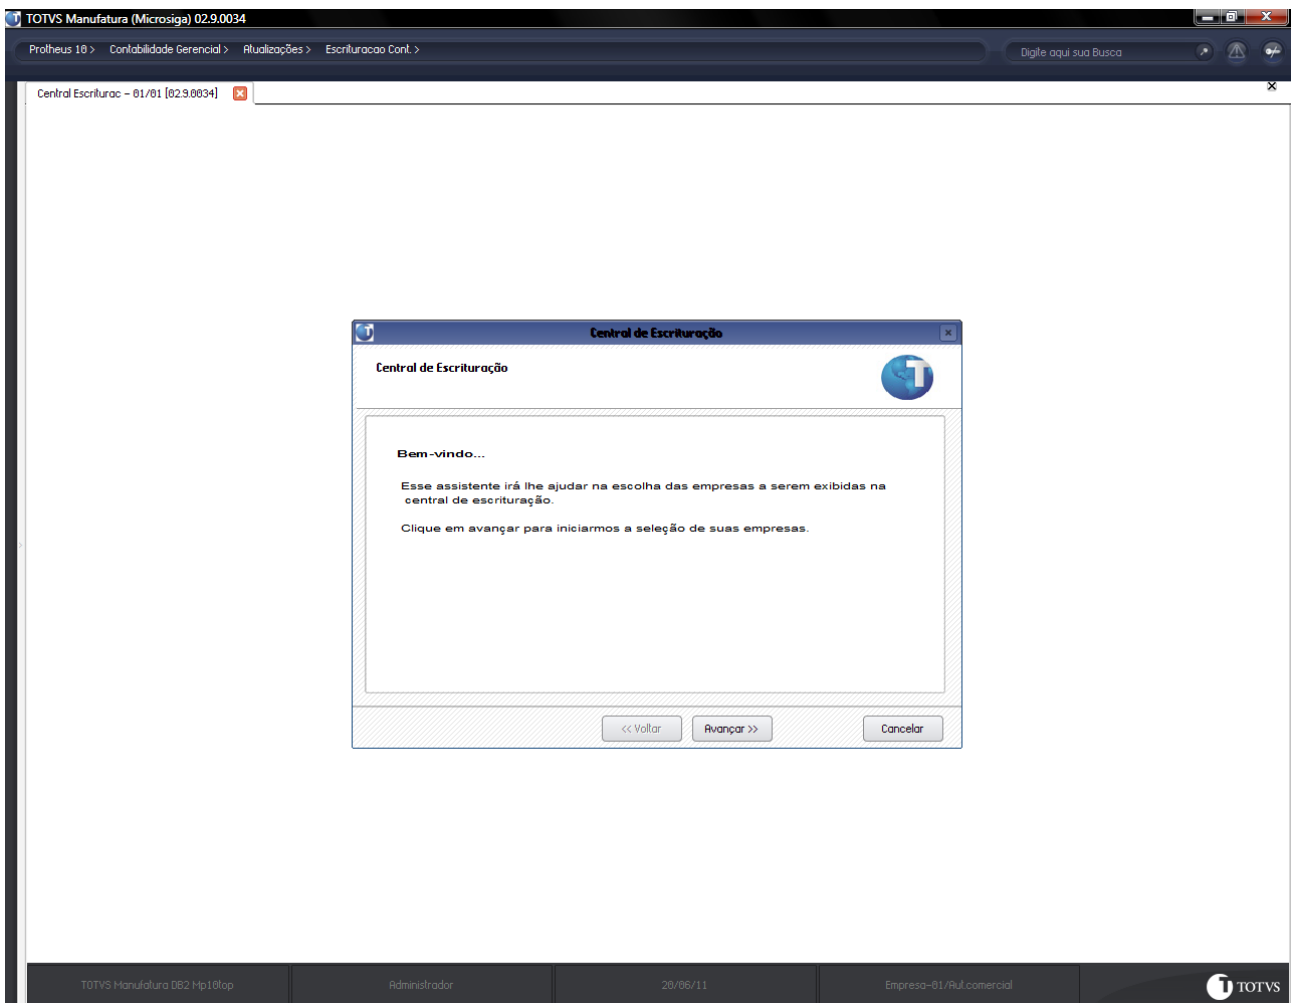 TOTVS Manufatura (Microsiga) 02.9.0034
Protheus 10 > Contabilidade Gerencial > Atualizações > Escrituracao Cont. >
Digite aqui sua Busca
Central Escriturac - 01/01 [02.9.0034]
Central de Escrituração
Central de Escrituração
Bem-vindo...
Esse assistente irá lhe ajudar na escolha das empresas a serem exibidas na
central de escrituração.
Clique em avançar para iniciarmos a seleção de suas empresas.
<< Voltar
Avançar >>
Cancelar
TOTVS Manufatura DB2 Mp10top
Administrador
20/06/11
Empresa-01/Aut.comercial
TOTVS